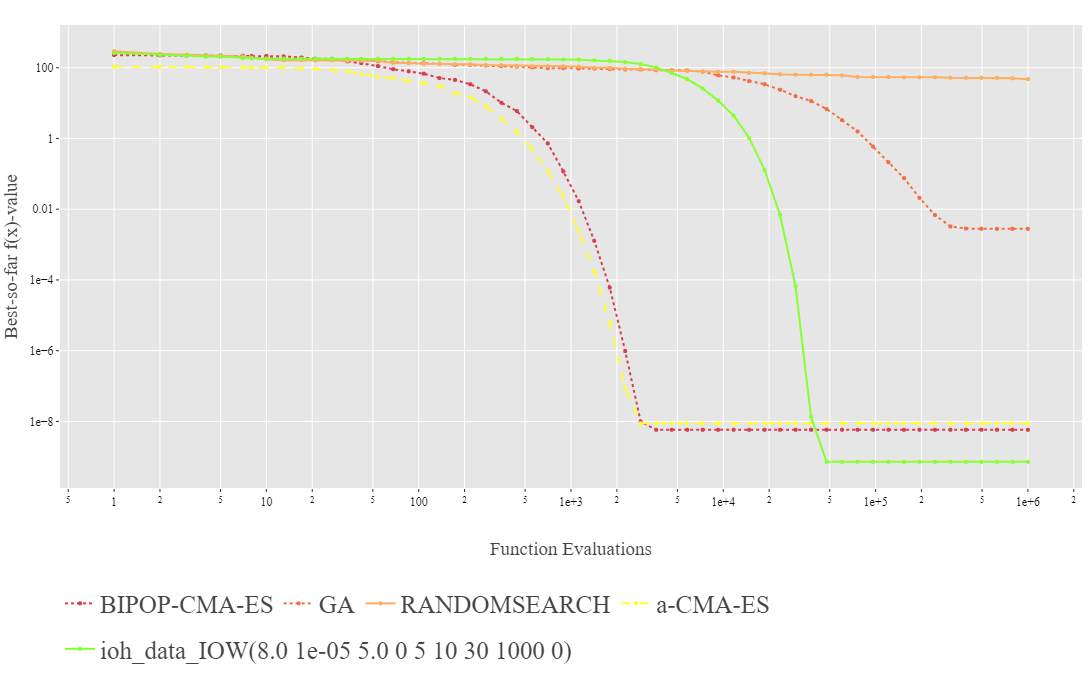 Best-so-far f(x)-value
100
1
0.01
1e−4
1e−6
1e−8
5 1 2 5 10 2 5 100 2 5 1e+3 2 5 1e+4 2 5 1e+5 2 5 1e+6 2
Function Evaluations
BIPOP-CMA-ES GA RANDOMSEARCH a-CMA-ES
ioh_data_IOW(8.0 1e-05 5.0 0 5 10 30 1000 0)